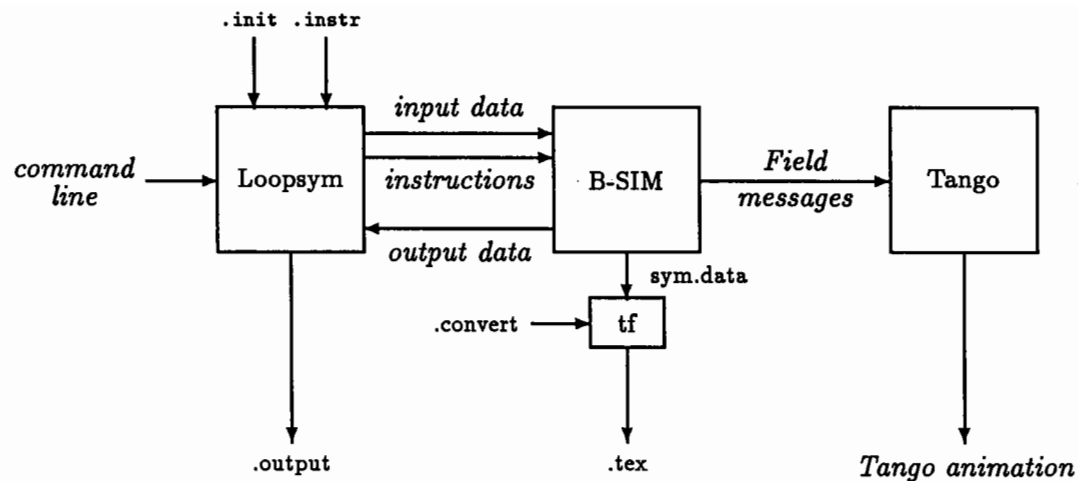 .init .instr
input data
command
line
Loopsym
instructions
B-SIM
Field
messages
Tango
output data
sym.data
.convert
tf
.output
.tex
Tango animation